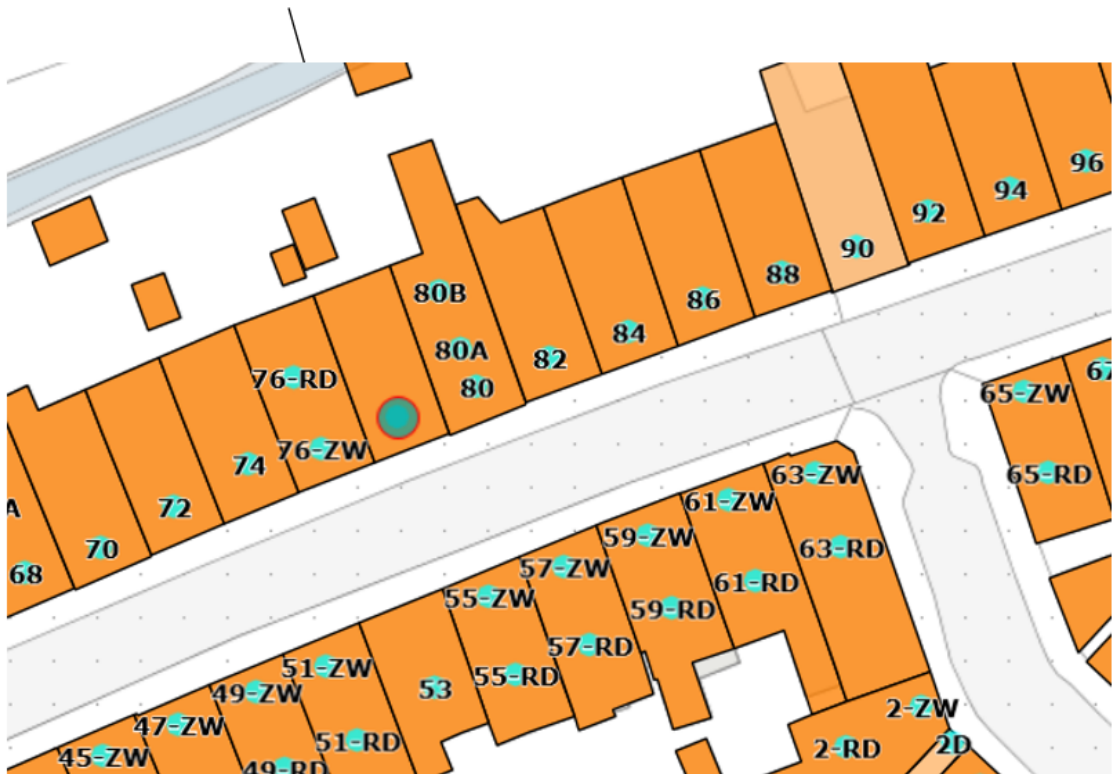 96
94
92
90
88
80B
86
84
80A
82
80
76-RD
67
65-ZW
76-ZW
74
63-ZW
65-RD
61-ZW
72
59-ZW
63-RD
70
57-ZW
68
A
61-RD
55-ZW
59-RD
57-RD
51-ZW
55-RD
53
49-ZW
2-ZW
47-ZW
51-RD
2-RD
2D
45-ZW
49-RD